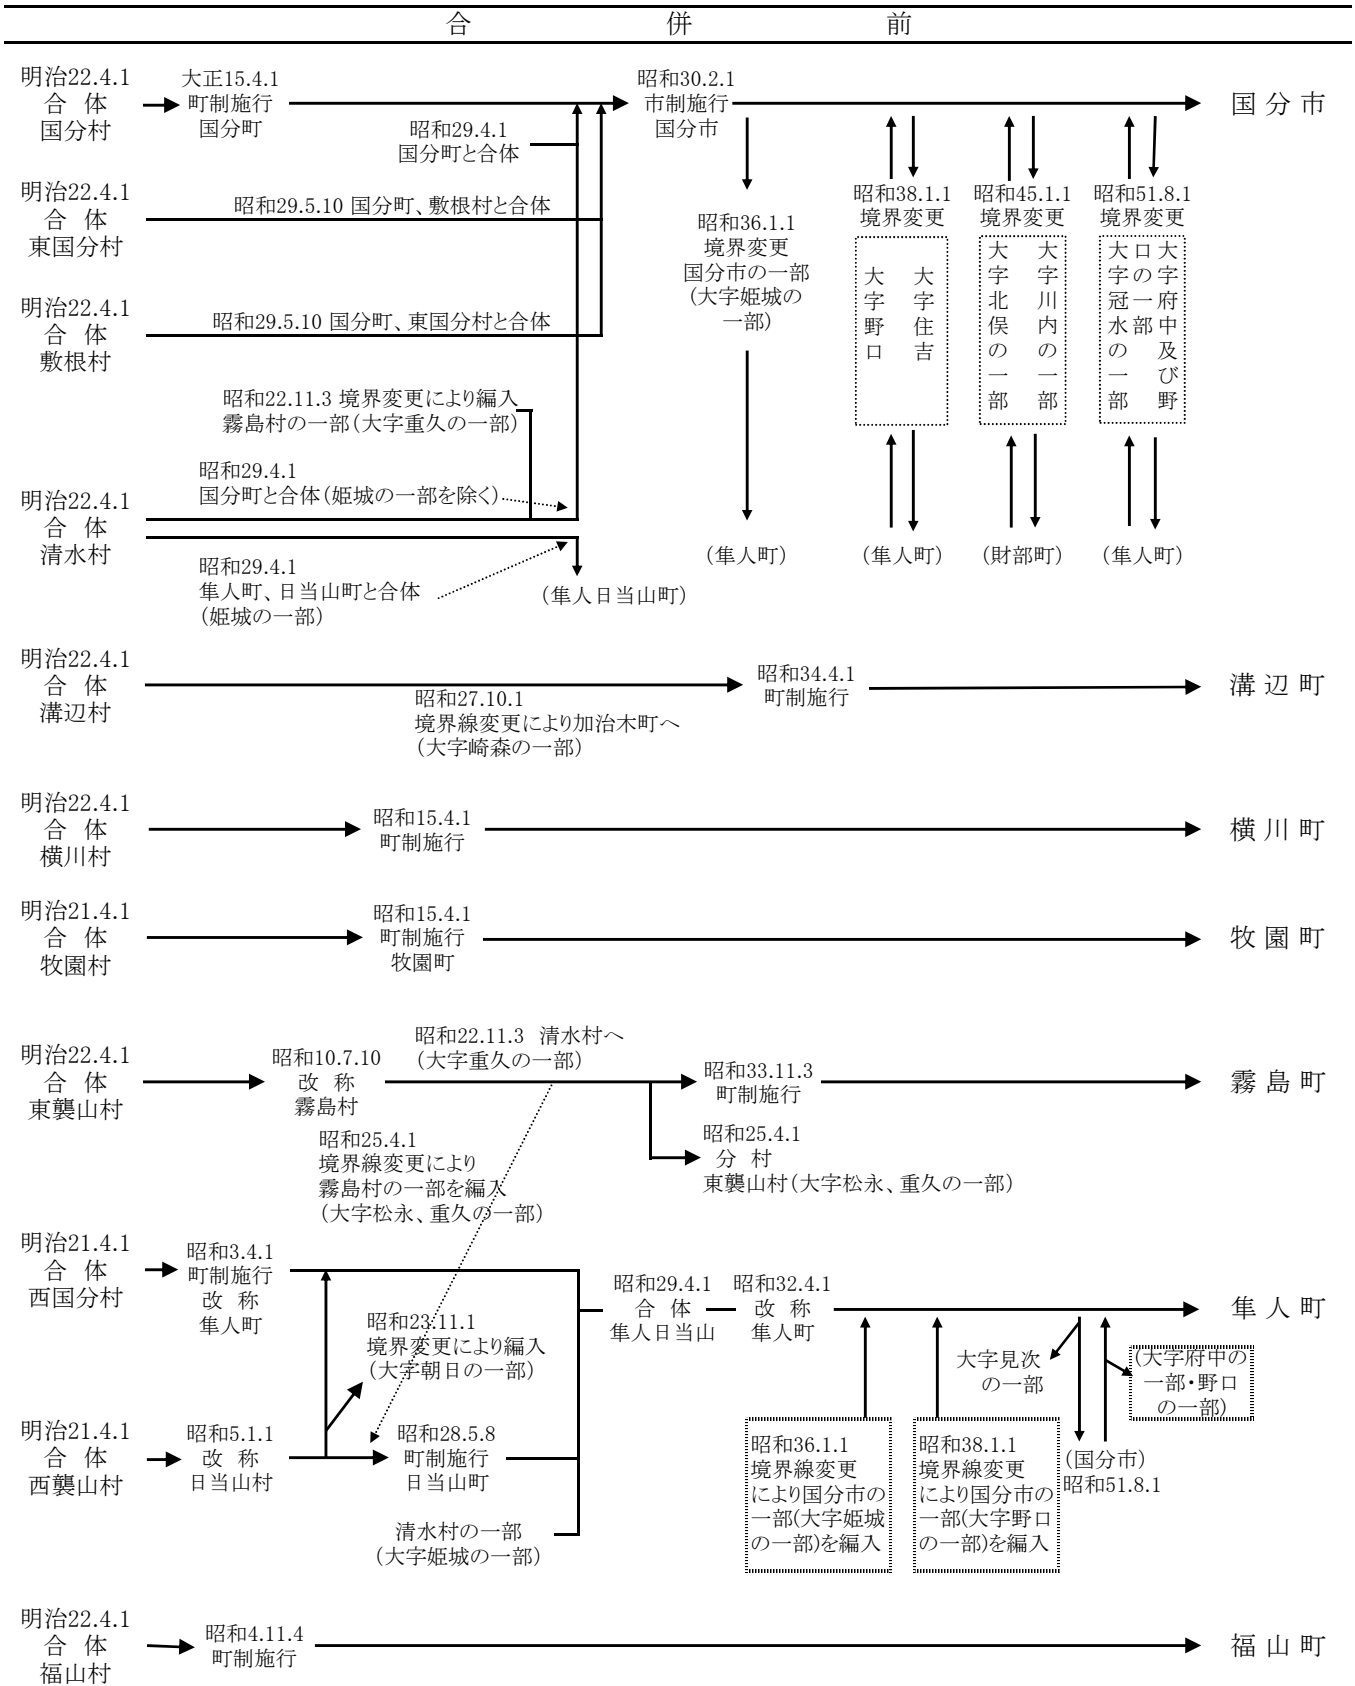 合併前
明治22.4.1
合体
国分村
大正15.4.1
町制施行
国分町
昭和29.4.1
国分町と合体
昭和30.2.1
市制施行
国分市
国分市
明治22.4.1
合体
東国分村
昭和29.5.10 国分町、敷根村と合体
明治22.4.1
合体
敷根村
昭和29.5.10 国分町、東国分村と合体
昭和22.11.3 境界変更により編入
霧島村の一部(大字重久の一部)
昭和29.4.1
国分町と合体(姫城の一部を除く)
明治22.4.1
合体
清水村
昭和29.4.1
隼人町、日当山町と合体
(姫城の一部)
(隼人日当山町)
昭和36.1.1
境界変更
国分市の一部
(大字姫城の
一部)
(隼人町)
昭和38.1.1
境界変更
大字住吉
大字野口
(隼人町)
昭和45.1.1
境界変更
大字川内の一部
大字北俣の一部
(財部町)
昭和51.8.1
境界変更
大字府中及び野
口の一部
大字冠水の一部
(隼人町)
明治22.4.1
合体
溝辺村
昭和27.10.1
境界線変更により加治木町へ
(大字崎森の一部)
昭和34.4.1
町制施行
溝辺町
明治22.4.1
合体
横川村
昭和15.4.1
町制施行
横川町
明治21.4.1
合体
牧園村
昭和15.4.1
町制施行
牧園町
牧園町
明治22.4.1
合体
東襲山村
昭和10.7.10
改称
霧島村
昭和22.11.3 清水村へ
(大字重久の一部)
昭和33.11.3
町制施行
霧島町
昭和25.4.1
分村
東襲山村(大字松永、重久の一部)
昭和25.4.1
境界線変更により
霧島村の一部を編入
(大字松永、重久の一部)
明治21.4.1
合体
西国分村
昭和3.4.1
町制施行
改称
隼人町
昭和23.11.1
境界変更により編入
(大字朝日の一部)
明治21.4.1
合体
西襲山村
昭和5.1.1
改称
日当山村
昭和28.5.8
町制施行
日当山町
清水村の一部
(大字姫城の一部)
昭和29.4.1
合体
隼人日当山
昭和32.4.1
改称
隼人町
隼人町
昭和36.1.1
境界線変更
により国分市の
一部(大字姫城
の一部)を編入
昭和38.1.1
境界線変更
により国分市の
一部(大字野口
の一部)を編入
大字見次
の一部
(国分市)
昭和51.8.1
(大字府中の
一部・野口
の一部)
明治22.4.1
合体
福山村
昭和4.11.4
町制施行
福山町